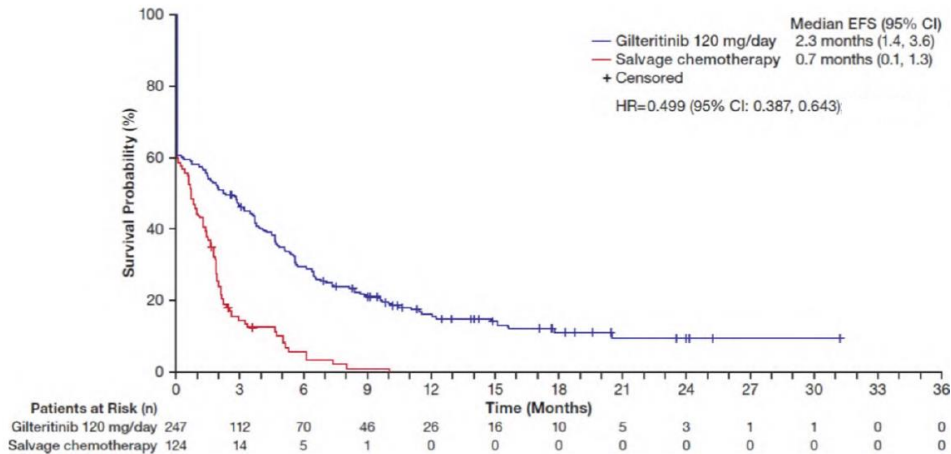 Median EFS (95% CI)
Gilteritinib 120 mg/day 2.3 months (1.4, 3.6)
Salvage chemotherapy 0.7 months (0.1, 1.3)
+ Censored
HR=0.499 (95% CI: 0.387, 0.643)
Survival Probability (%)
100
80
60
40
20
0
0 3 6 9 12 15 18 21 24 27 30 33 36
Time (Months)
Patients at Risk (n)
Gilteritinib 120 mg/day 247 112 70 46 26 16 10 5 3 1 1 0 0
Salvage chemotherapy 124 14 5 1 0 0 0 0 0 0 0 0 0